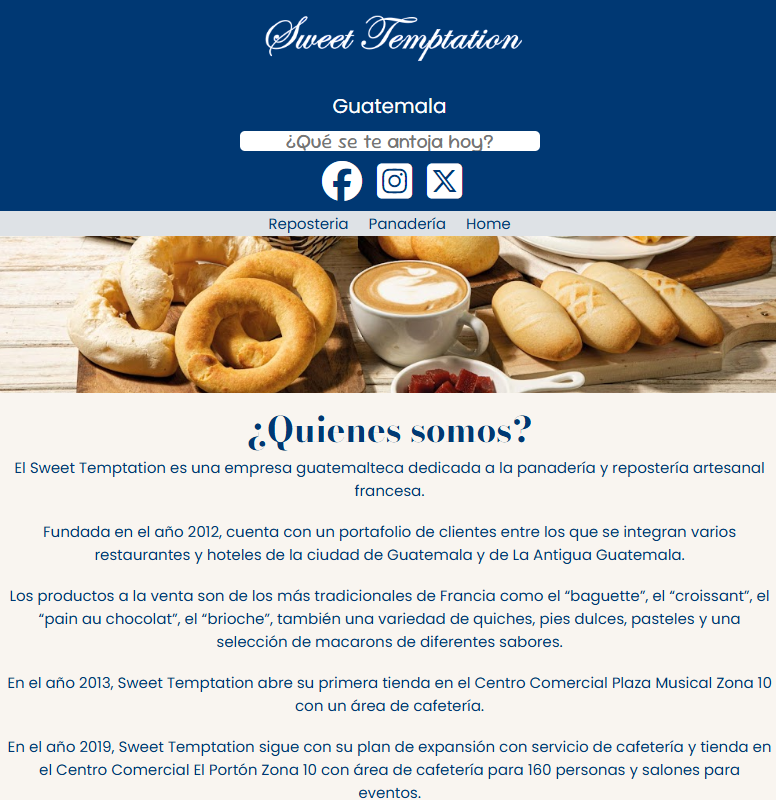 Sweet Temptation
Guatemala
¿Qué se te antoja hoy?
Reposteria Panadería Home
¿Quienes somos?
El Sweet Temptation es una empresa guatemalteca dedicada a la panadería y repostería artesanal
francesa.
Fundada en el año 2012, cuenta con un portafolio de clientes entre los que se integran varios
restaurantes y hoteles de la ciudad de Guatemala y de La Antigua Guatemala.
Los productos a la venta son de los más tradicionales de Francia como el “baguette”, el “croissant”, el
“pain au chocolat”, el “brioche”, también una variedad de quiches, pies dulces, pasteles y una
selección de macarons de diferentes sabores.
En el año 2013, Sweet Temptation abre su primera tienda en el Centro Comercial Plaza Musical Zona 10
con un área de cafetería.
En el año 2019, Sweet Temptation sigue con su plan de expansión con servicio de cafetería y tienda en
el Centro Comercial El Portón Zona 10 con área de cafetería para 160 personas y salones para
eventos.